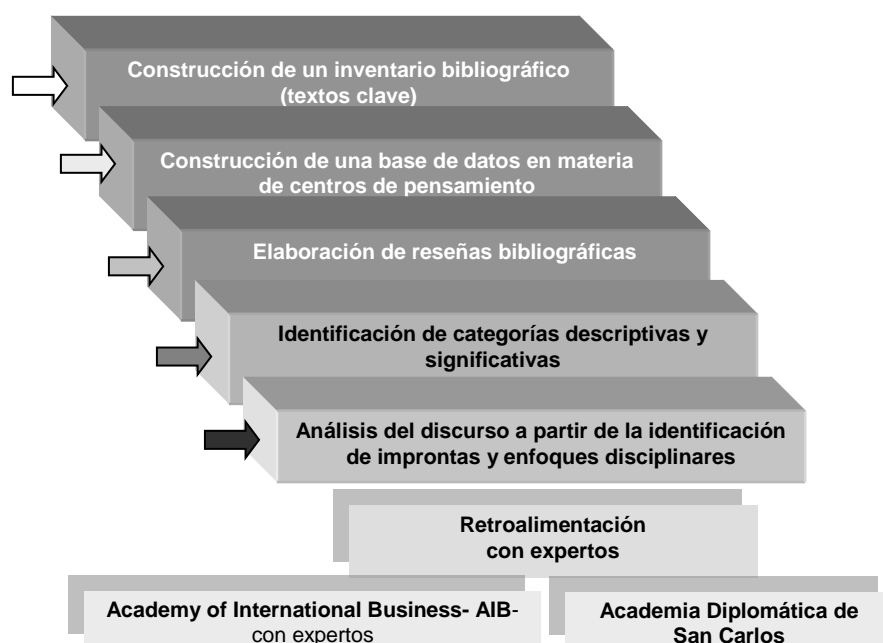 Construcción de un inventario bibliográfico
(textos clave)
Construcción de una base de datos en materia
de centros de pensamiento
Elaboración de reseñas bibliográficas
Identificación de categorías descriptivas y
significativas
Análisis del discurso a partir de la identificación
de improntas y enfoques disciplinares
Retroalimentación
con expertos
Academy of International Business- AIB-
con expertos
Academia Diplomática de
San Carlos